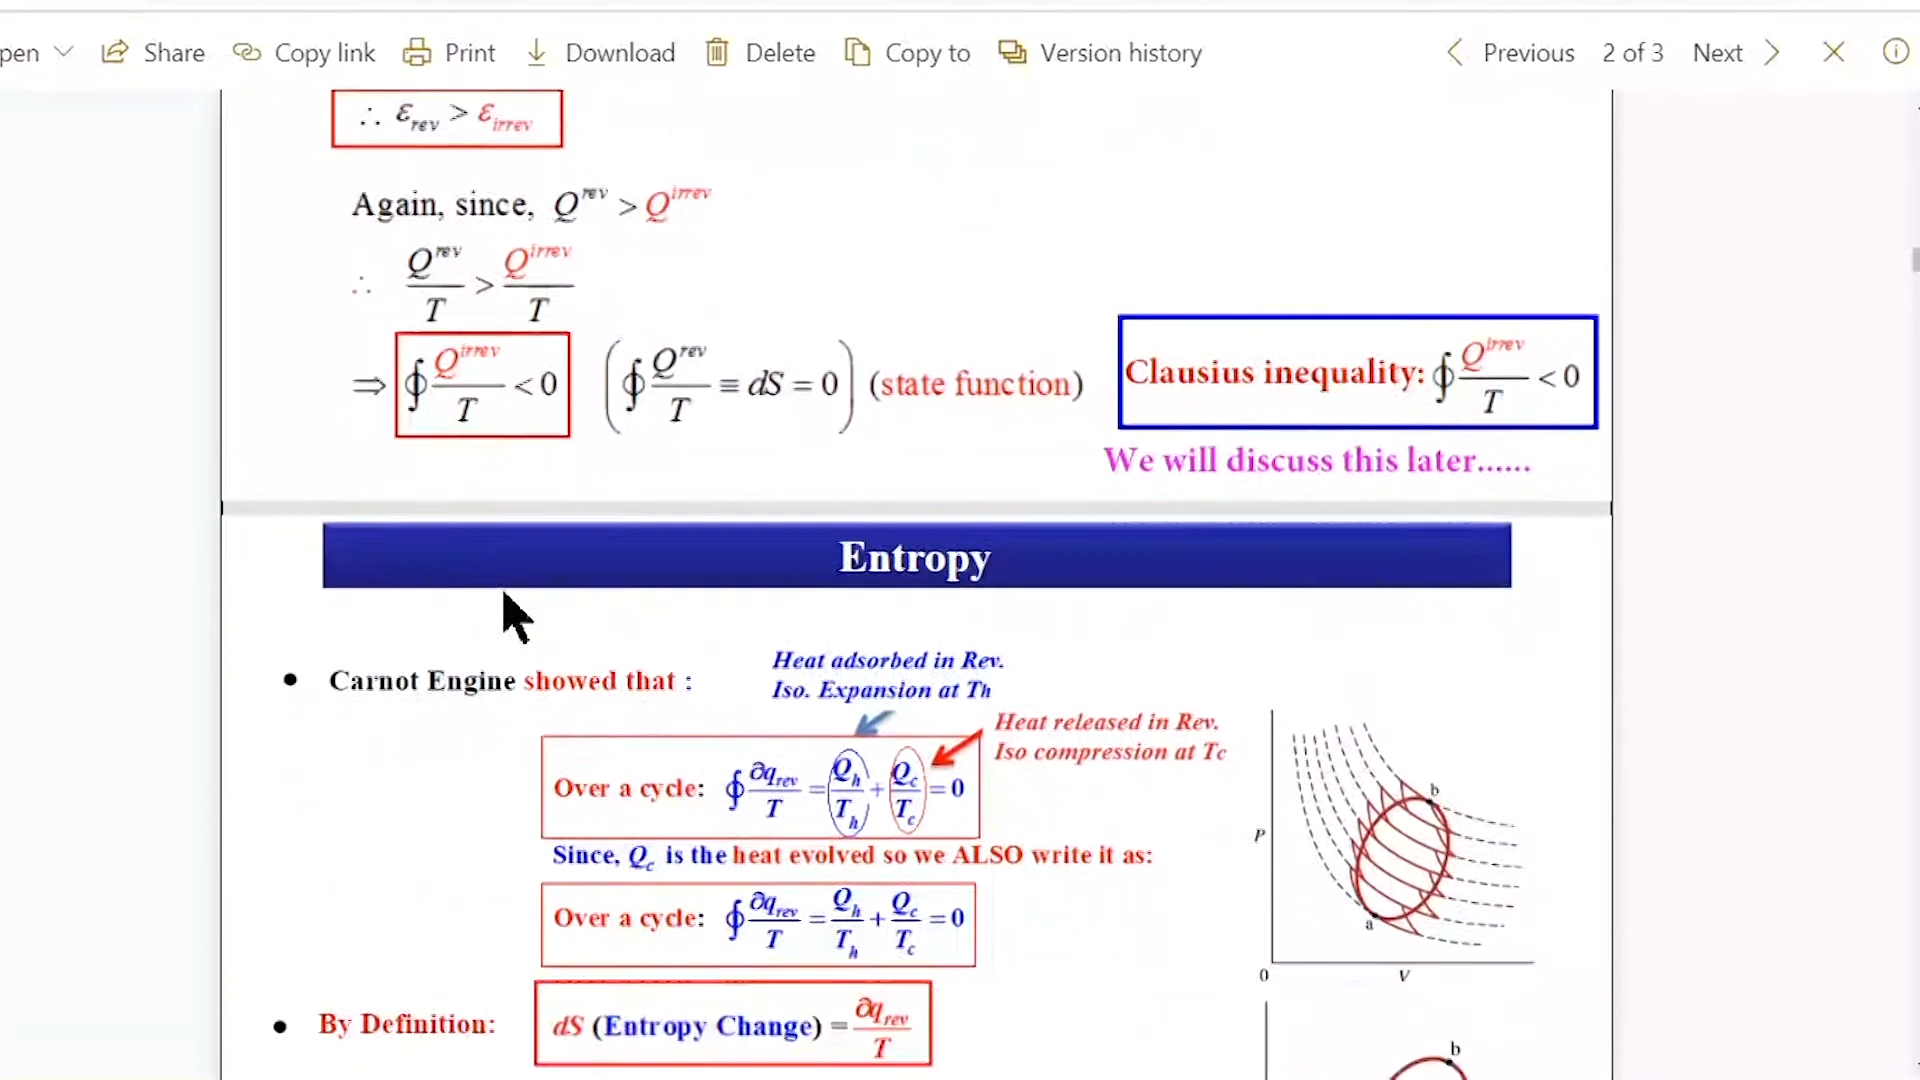 pen Share Copy link Print Download Delete Copy to Version history Previous 2 of 3 Next
∴ ε_rev > ε_irrev
Again, since, Q^rev > Q^irrev
∴ Q^rev/T > Q^irrev/T
⇒ ∮ Q^irrev/T < 0 (∮ Q^rev/T ≡ dS = 0) (state function)
Clausius inequality: ∮ Q^irrev/T < 0
We will discuss this later......
Entropy
• Carnot Engine showed that :
Heat adsorbed in Rev.
Iso. Expansion at Th
Heat released in Rev.
Iso compression at Tc
Over a cycle: ∮ ∂q_rev/T = Q_h/T_h + Q_c/T_c = 0
Since, Q_c is the heat evolved so we ALSO write it as:
Over a cycle: ∮ ∂q_rev/T = Q_h/T_h + Q_c/T_c = 0
• By Definition: dS (Entropy Change) = ∂q_rev/T
b
P
a
0 V
b